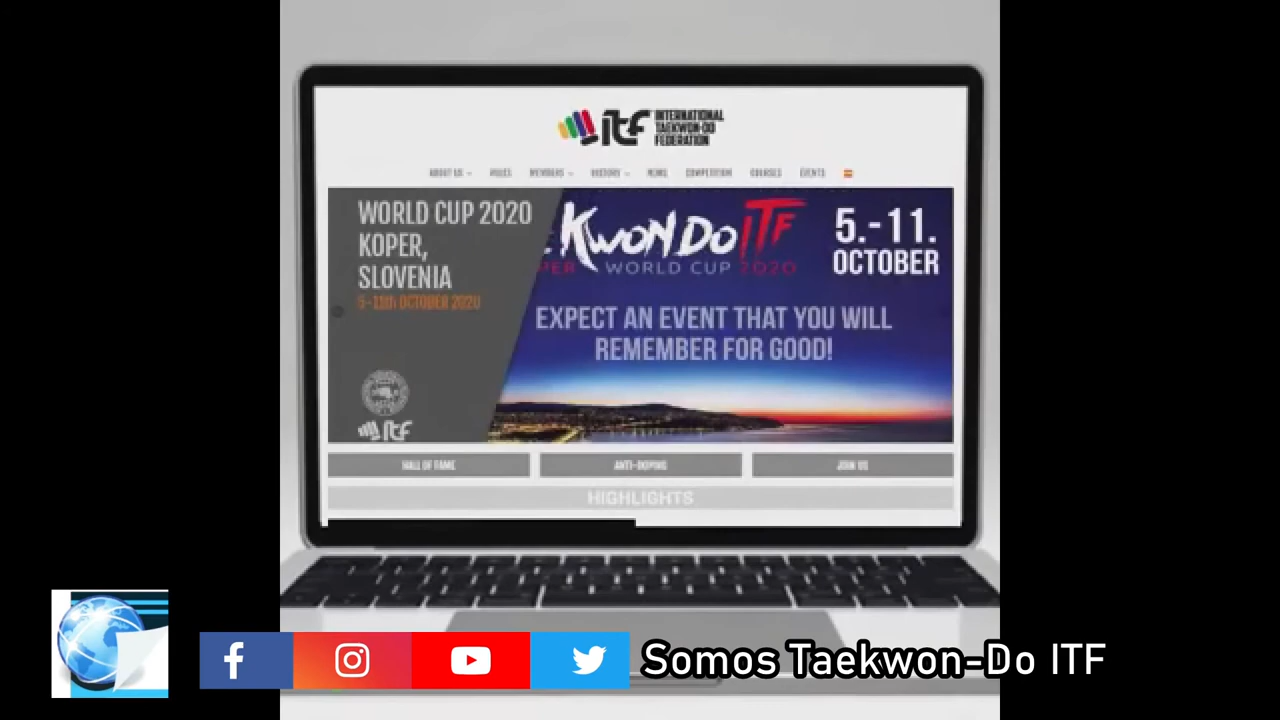 itF INTERNATIONAL
TAEKWON-DO
FEDERATION
ABOUT US RULES MEMBERS HISTORY NEWS COMPETITION COURSES EVENTS
WORLD CUP 2020
KOPER,
SLOVENIA
5-11th OCTOBER 2020
KWON DO ITF
PER WORLD CUP 2020
5.-11.
OCTOBER
EXPECT AN EVENT THAT YOU WILL
REMEMBER FOR GOOD!
itF
HALL OF FAME ANTI-DOPING JOIN US
HIGHLIGHTS
Somos Taekwon-Do ITF